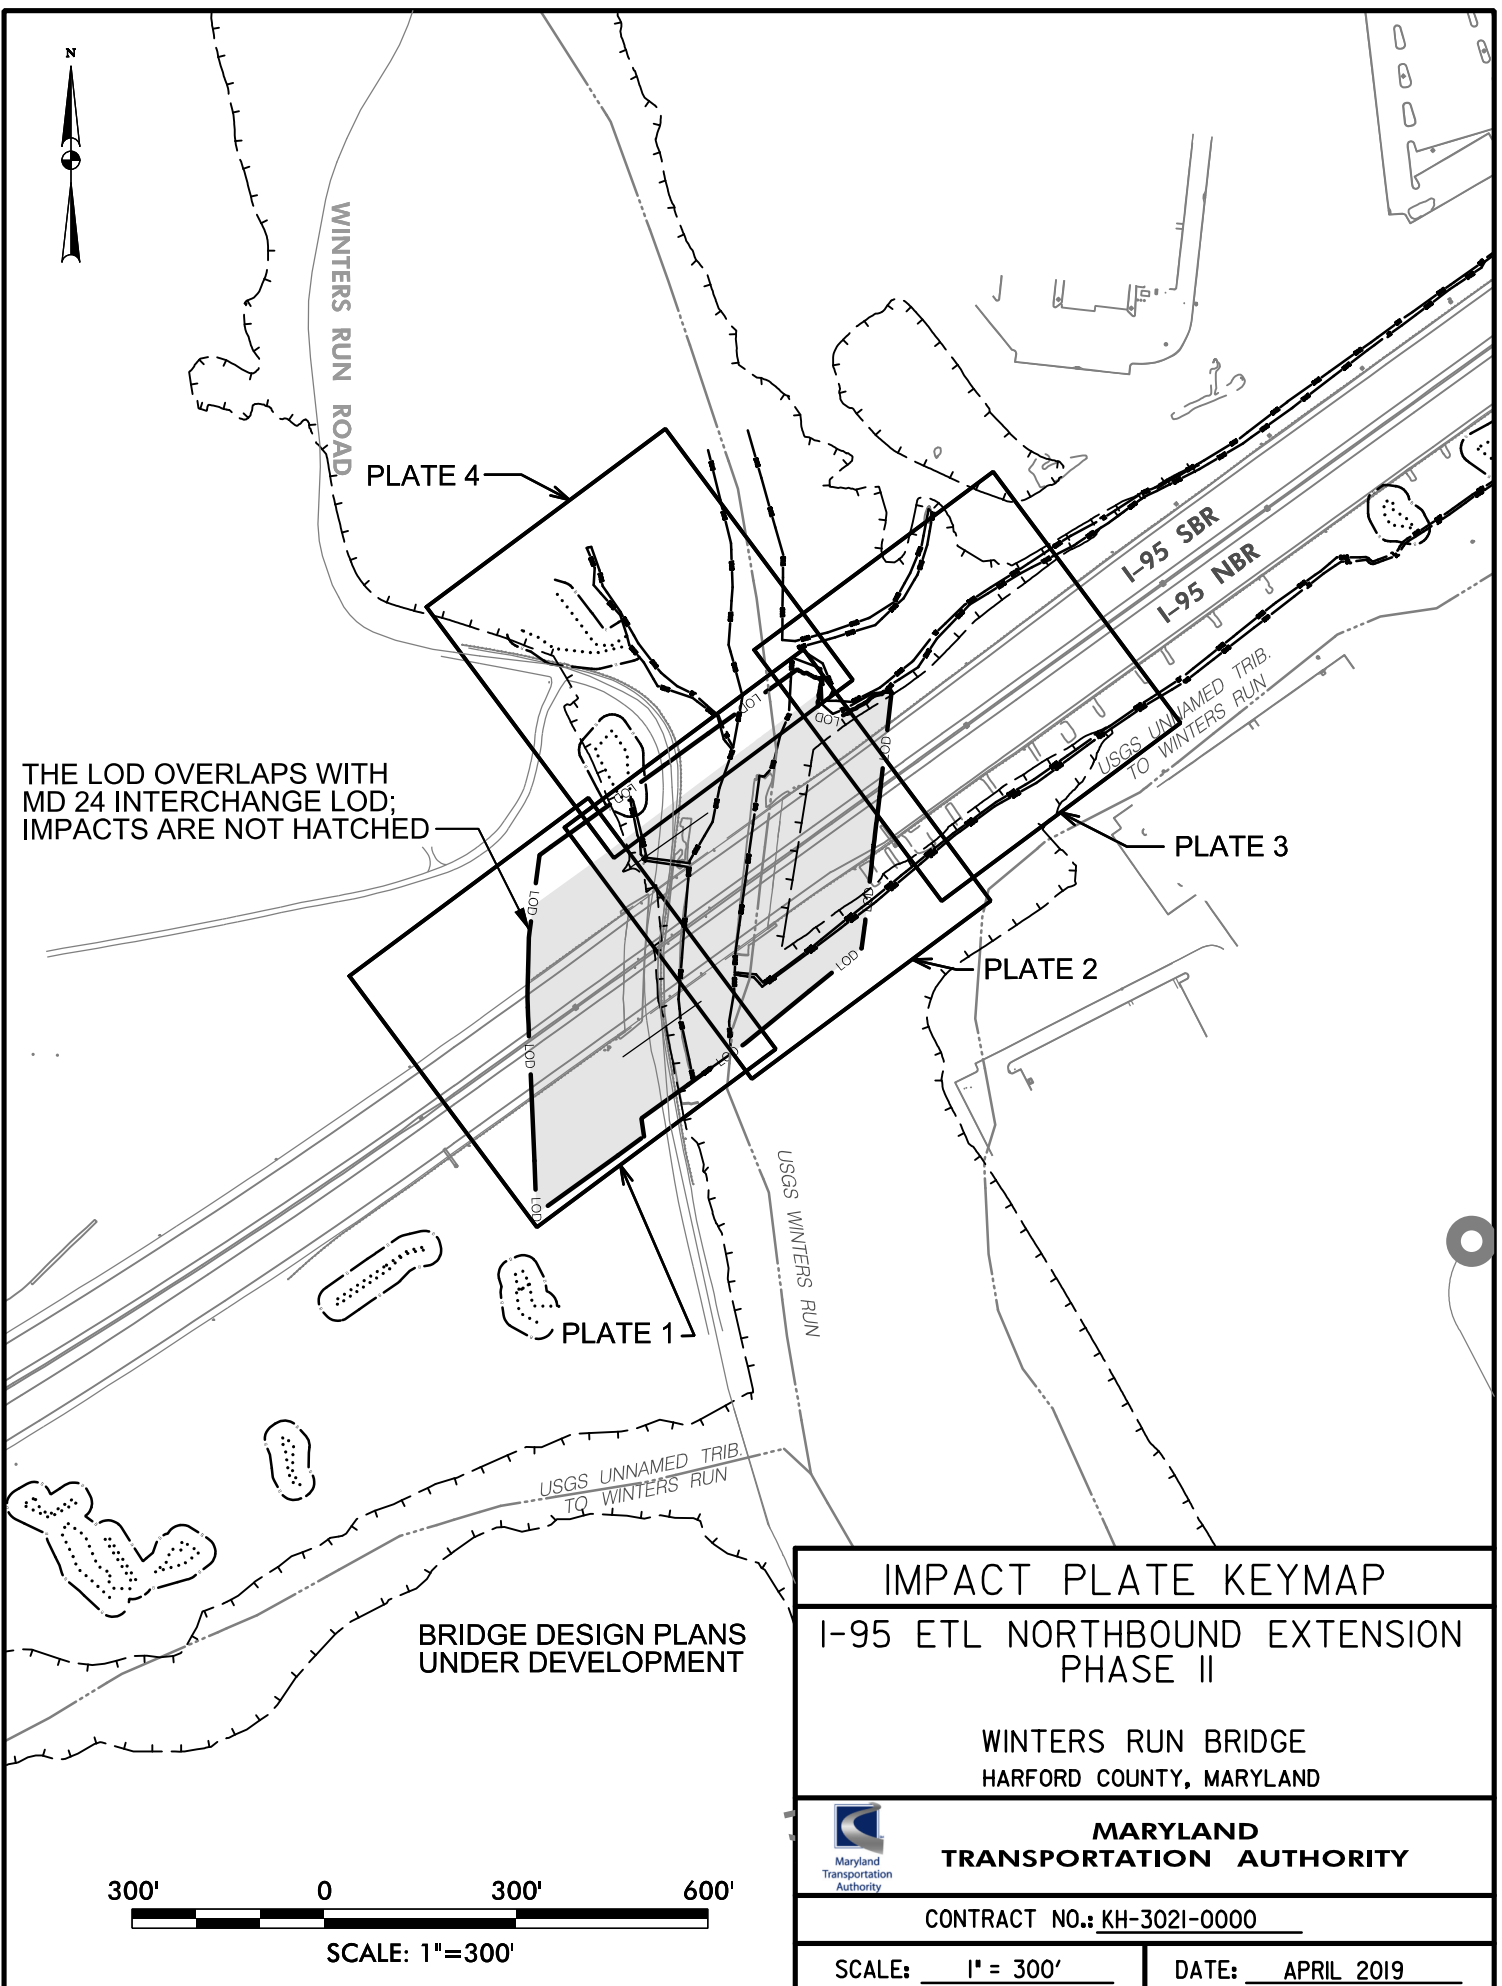 N
WINTERS RUN ROAD
PLATE 4
I-95 SBR
I-95 NBR
USGS UNNAMED TRIB.
TO WINTERS RUN
THE LOD OVERLAPS WITH
MD 24 INTERCHANGE LOD;
IMPACTS ARE NOT HATCHED
LOD
LOD
LOD
LOD
LOD
LOD
LOD
LOD
LOD
LOD
PLATE 3
PLATE 2
USGS WINTERS RUN
PLATE 1
USGS UNNAMED TRIB.
TO WINTERS RUN
BRIDGE DESIGN PLANS
UNDER DEVELOPMENT
300' 0 300' 600'
SCALE: 1"=300'
IMPACT PLATE KEYMAP
I-95 ETL NORTHBOUND EXTENSION
PHASE II
WINTERS RUN BRIDGE
HARFORD COUNTY, MARYLAND
Maryland
Transportation
Authority
MARYLAND
TRANSPORTATION AUTHORITY
CONTRACT NO.: KH-3021-0000
SCALE: 1" = 300'
DATE: APRIL 2019